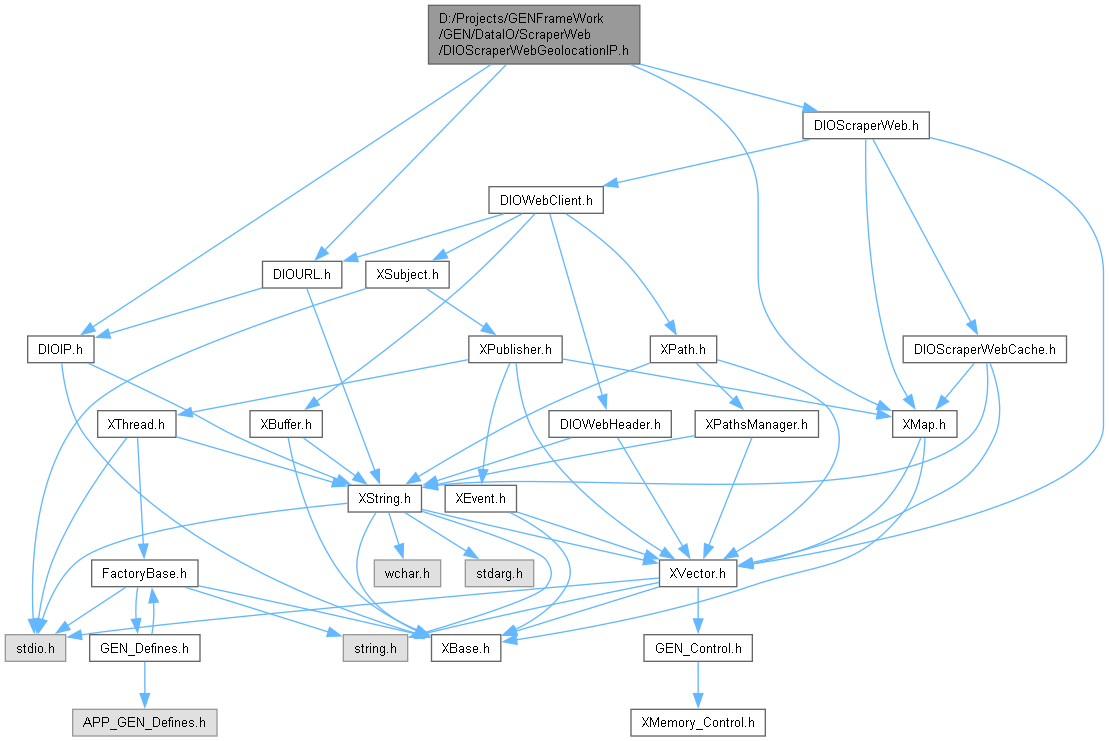 D:/Projects/GENFrameWork
/GEN/DataIO/ScraperWeb
/DIOScraperWebGeolocationIP.h
DIOScraperWeb.h
DIOWebClient.h
DIOURL.h
XSubject.h
DIOIP.h
XPublisher.h
XPath.h
DIOScraperWebCache.h
XThread.h
XBuffer.h
DIOWebHeader.h
XPathsManager.h
XMap.h
XString.h
XEvent.h
FactoryBase.h
wchar.h
stdarg.h
XVector.h
stdio.h
GEN_Defines.h
string.h
XBase.h
GEN_Control.h
APP_GEN_Defines.h
XMemory_Control.h